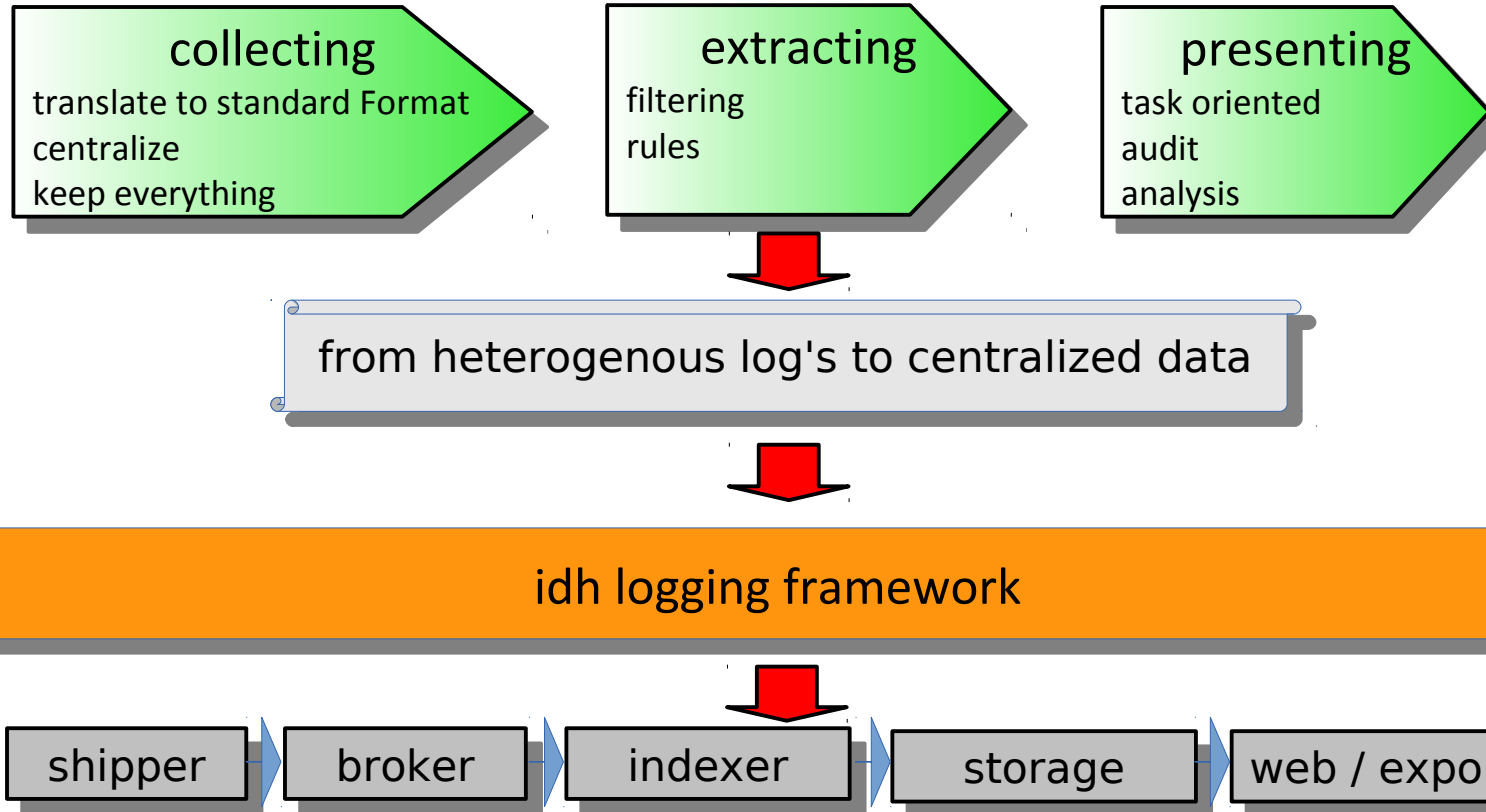 collecting
translate to standard Format
centralize
keep everything
extracting
filtering
rules
presenting
task oriented
audit
analysis
from heterogenous log's to centralized data
idh logging framework
shipper
broker
indexer
storage
web / expo